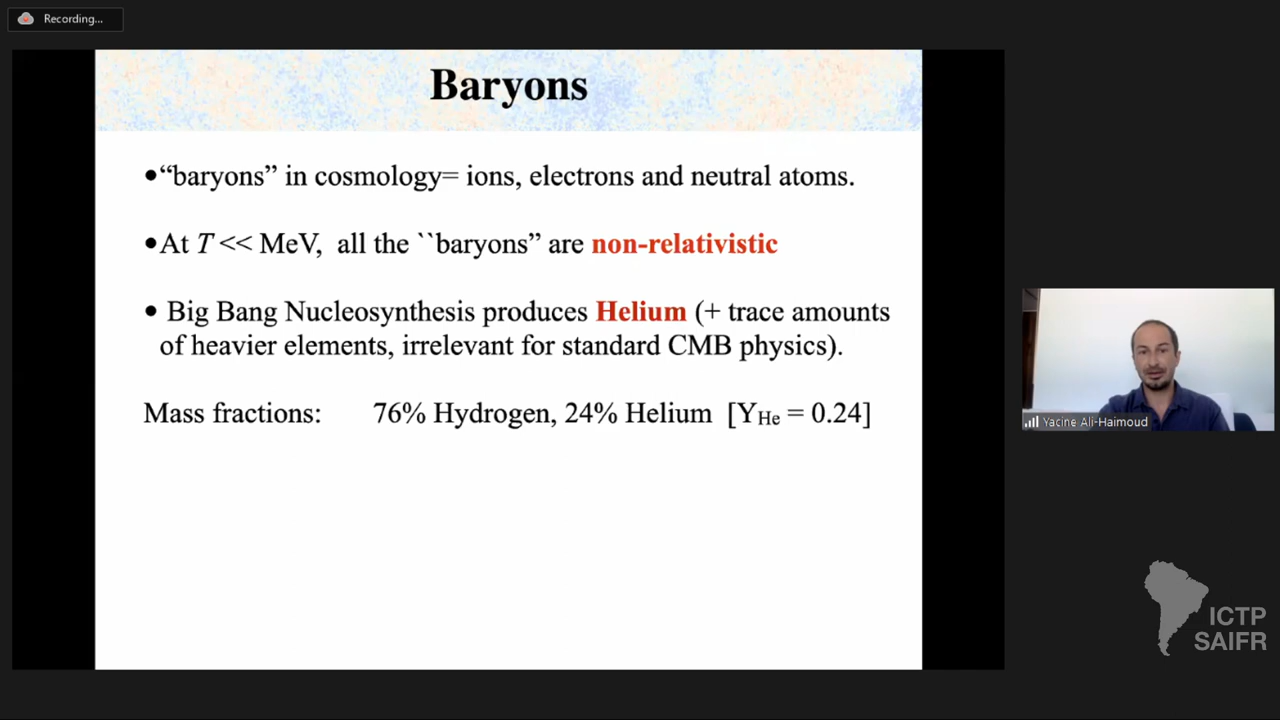 Recording...
Baryons
•“baryons” in cosmology= ions, electrons and neutral atoms.
•At T << MeV, all the ``baryons” are non-relativistic
• Big Bang Nucleosynthesis produces Helium (+ trace amounts
of heavier elements, irrelevant for standard CMB physics).
Mass fractions: 76% Hydrogen, 24% Helium [YHe = 0.24]
Yacine Ali-Haimoud
ICTP
SAIFR